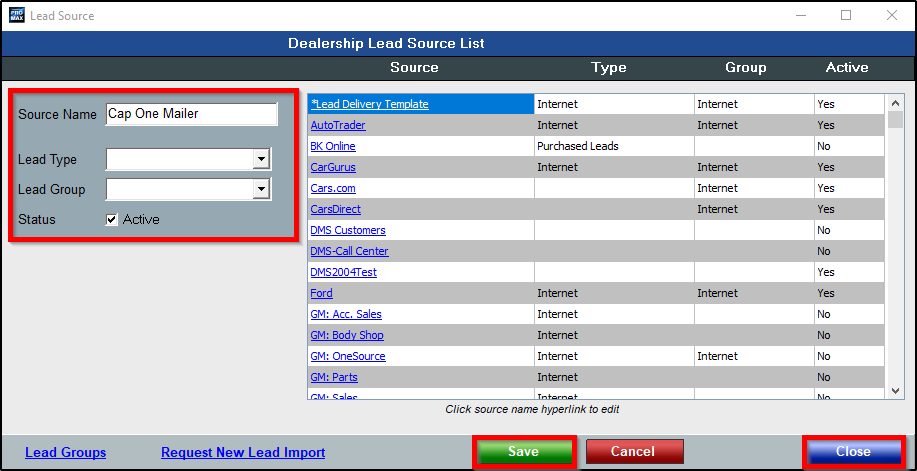 PRO MAX Lead Source
Dealership Lead Source List
Source Type Group Active
Source Name Cap One Mailer
Lead Type
Lead Group
Status Active
*Lead Delivery Template Internet Internet Yes
AutoTrader Internet Internet Yes
BK Online Purchased Leads No
CarGurus Internet Internet Yes
Cars.com Internet Yes
CarsDirect Internet Yes
DMS Customers No
DMS-Call Center No
DMS2004Test Yes
Ford Internet Internet Yes
GM: Acc. Sales Internet No
GM: Body Shop Internet No
GM: OneSource Internet Internet No
GM: Parts Internet No
GM: Sales Internet No
Click source name hyperlink to edit
Lead Groups Request New Lead Import Save Cancel Close